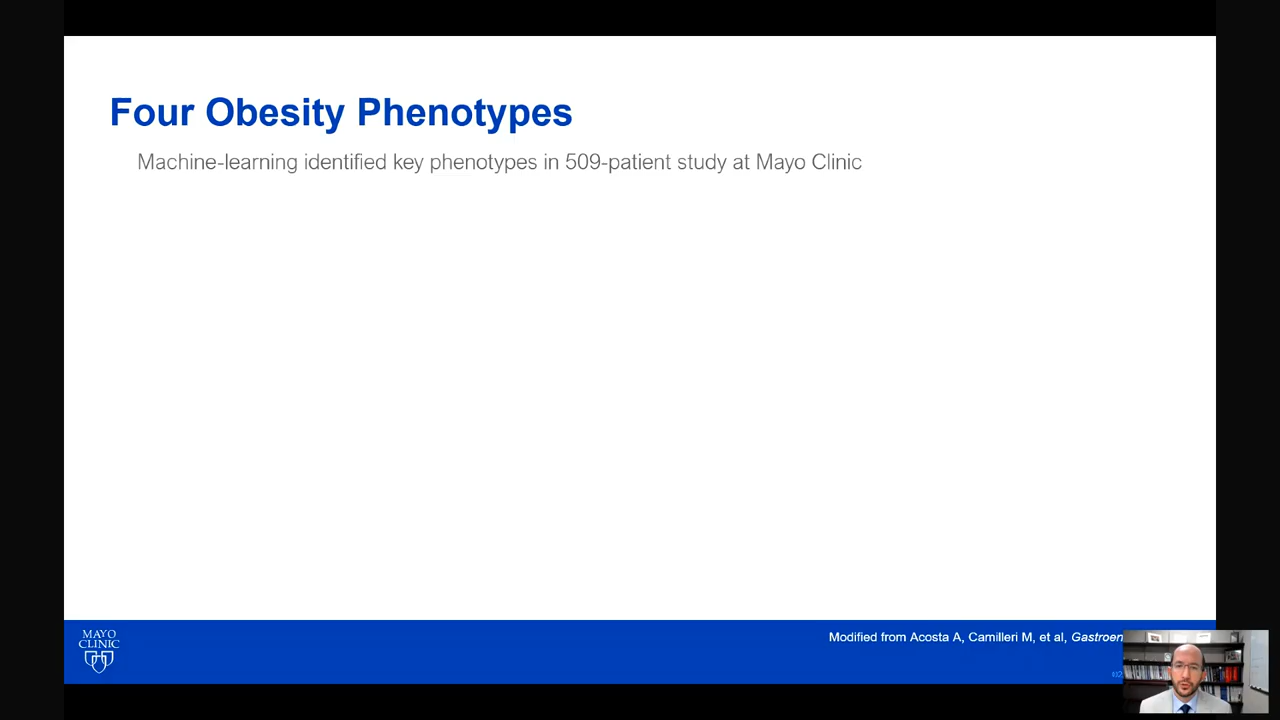 Four Obesity Phenotypes
Machine-learning identified key phenotypes in 509-patient study at Mayo Clinic
MAYO
CLINIC
Modified from Acosta A, Camilleri M, et al,